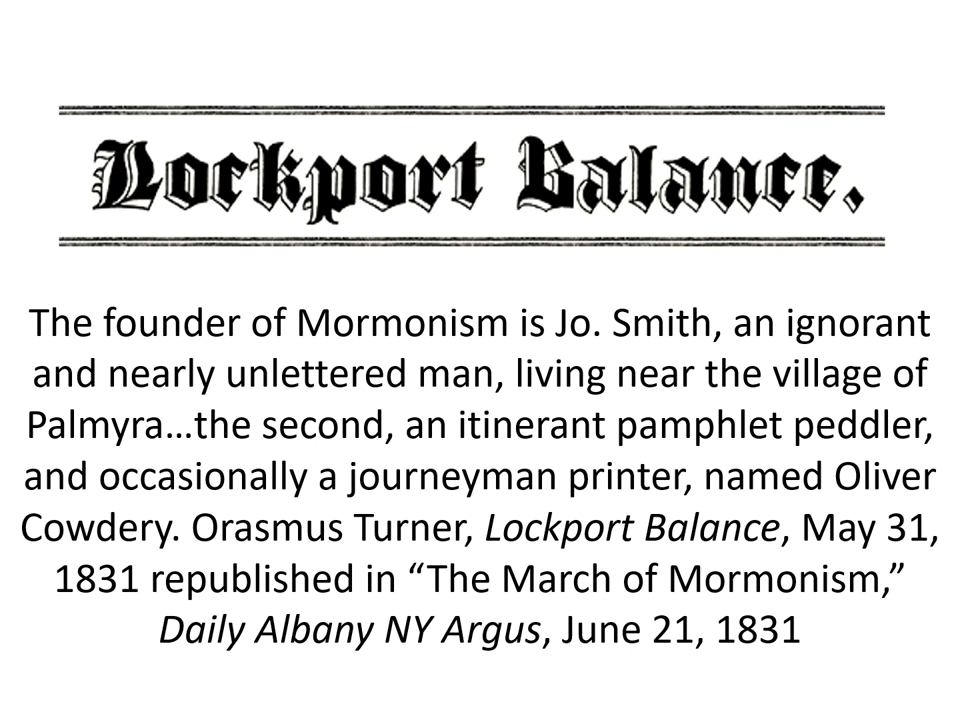 Lockport Balance.
The founder of Mormonism is Jo. Smith, an ignorant
and nearly unlettered man, living near the village of
Palmyra…the second, an itinerant pamphlet peddler,
and occasionally a journeyman printer, named Oliver
Cowdery. Orasmus Turner, Lockport Balance, May 31,
1831 republished in “The March of Mormonism,”
Daily Albany NY Argus, June 21, 1831